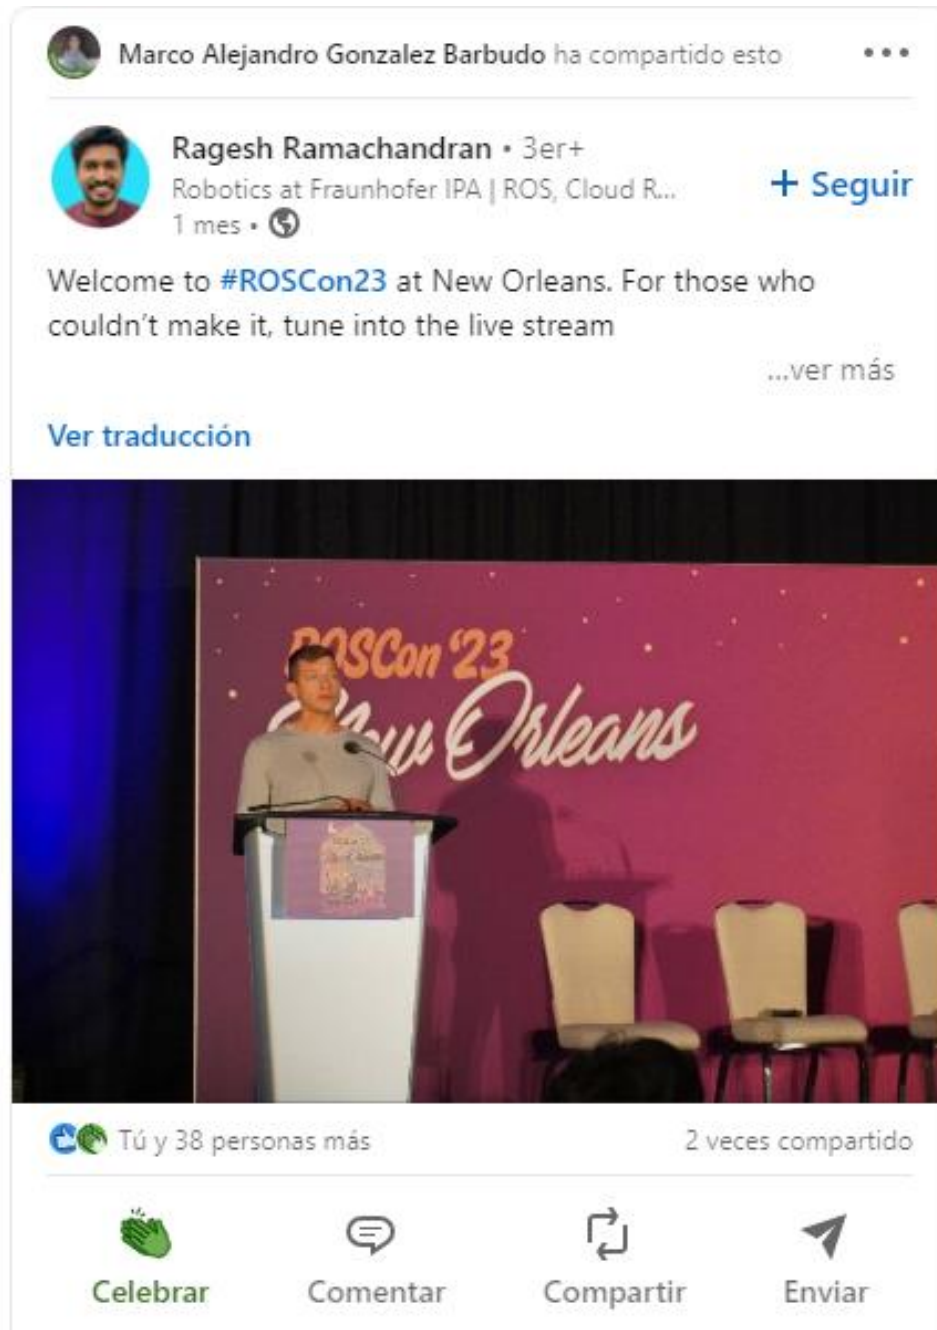 Marco Alejandro Gonzalez Barbudo ha compartido esto
Ragesh Ramachandran • 3er+
Robotics at Fraunhofer IPA | ROS, Cloud R...
+ Seguir
1 mes •
Welcome to #ROSCon23 at New Orleans. For those who
couldn't make it, tune into the live stream
...ver más
Ver traducción
ROSCon '23
New Orleans
Tú y 38 personas más
2 veces compartido
Celebrar
Comentar
Compartir
Enviar